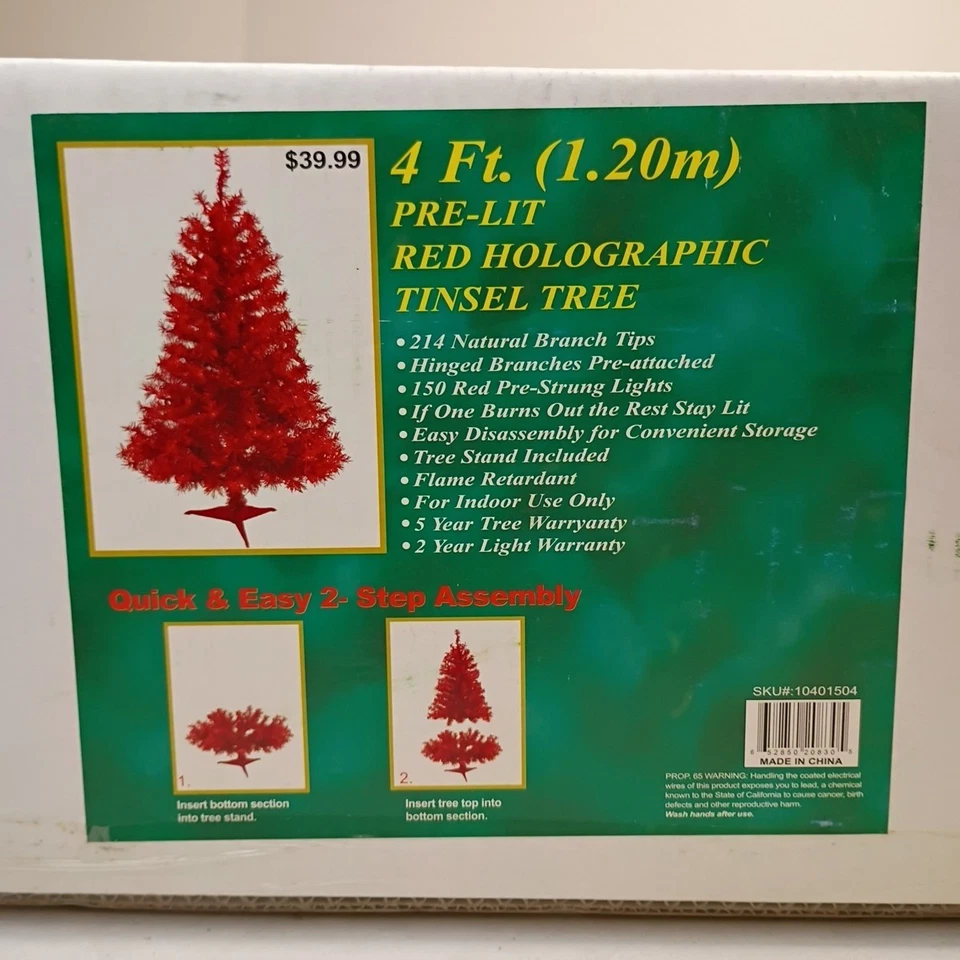 $39.99
4 Ft. (1.20m)
PRE-LIT
RED HOLOGRAPHIC
TINSEL TREE
• 214 Natural Branch Tips
• Hinged Branches Pre-attached
• 150 Red Pre-Strung Lights
• If One Burns Out the Rest Stay Lit
• Easy Disassembly for Convenient Storage
• Tree Stand Included
• Flame Retardant
• For Indoor Use Only
• 5 Year Tree Warryanty
• 2 Year Light Warranty
Quick & Easy 2- Step Assembly
1.
Insert bottom section
into tree stand.
2.
Insert tree top into
bottom section.
SKU#:10401504
6 52850 20830 5
MADE IN CHINA
PROP. 65 WARNING: Handling the coated electrical
wires of this product exposes you to lead, a chemical
known to the State of California to cause cancer, birth
defects and other reproductive harm.
Wash hands after use.